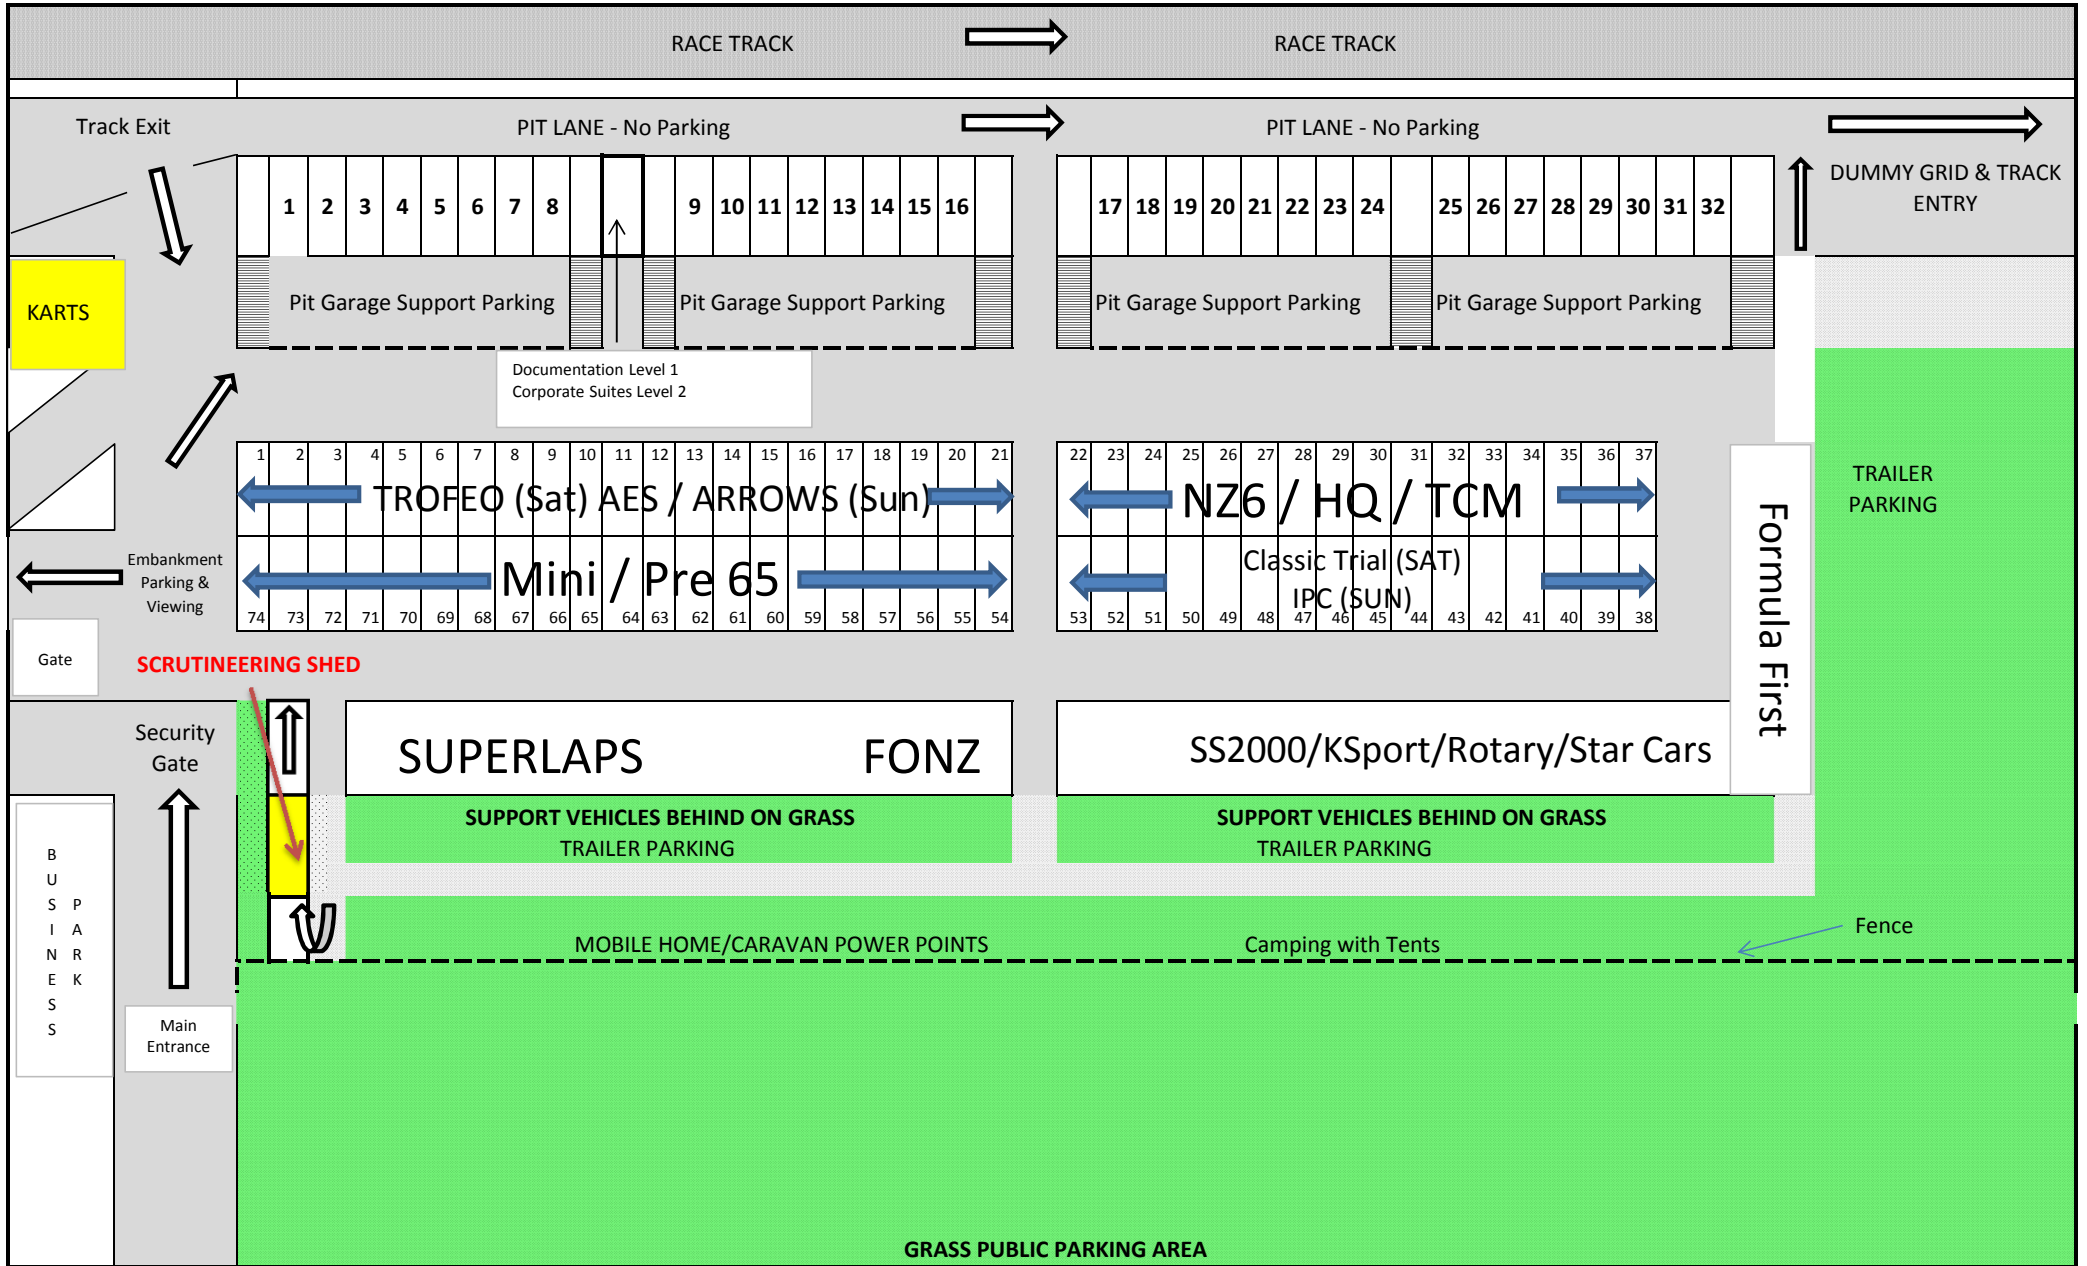 RACE TRACK RACE TRACK
Track Exit PIT LANE - No Parking PIT LANE - No Parking
DUMMY GRID & TRACK
ENTRY
1 2 3 4 5 6 7 8 9 10 11 12 13 14 15 16 17 18 19 20 21 22 23 24 25 26 27 28 29 30 31 32
KARTS
Pit Garage Support Parking Pit Garage Support Parking Pit Garage Support Parking Pit Garage Support Parking
Documentation Level 1
Corporate Suites Level 2
1 2 3 4 5 6 7 8 9 10 11 12 13 14 15 16 17 18 19 20 21 22 23 24 25 26 27 28 29 30 31 32 33 34 35 36 37
TROFEO (Sat) AES / ARROWS (Sun) NZ6 / HQ / TCM
TRAILER
PARKING
Formula First
Embankment
Parking &
Viewing
Mini / Pre 65
Classic Trial (SAT)
IPC (SUN)
74 73 72 71 70 69 68 67 66 65 64 63 62 61 60 59 58 57 56 55 54 53 52 51 50 49 48 47 46 45 44 43 42 41 40 39 38
Gate
SCRUTINEERING SHED
Security
Gate
SUPERLAPS FONZ SS2000/KSport/Rotary/Star Cars
SUPPORT VEHICLES BEHIND ON GRASS SUPPORT VEHICLES BEHIND ON GRASS
TRAILER PARKING TRAILER PARKING
BUSINESS
PARK
Fence
MOBILE HOME/CARAVAN POWER POINTS Camping with Tents
Main
Entrance
GRASS PUBLIC PARKING AREA